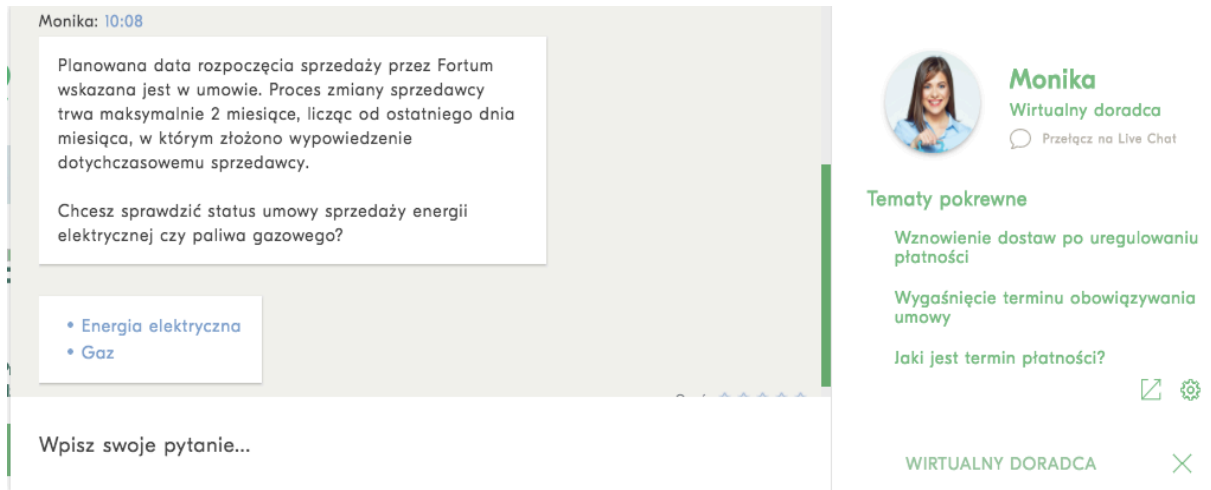 Monika: 10:08
Planowana data rozpoczęcia sprzedaży przez Fortum
wskazana jest w umowie. Proces zmiany sprzedawcy
trwa maksymalnie 2 miesiące, licząc od ostatniego dnia
miesiąca, w którym złożono wypowiedzenie
dotychczasowemu sprzedawcy.
Chcesz sprawdzić status umowy sprzedaży energii
elektrycznej czy paliwa gazowego?
• Energia elektryczna
• Gaz
Wpisz swoje pytanie...
Monika
Wirtualny doradca
Przełącz na Live Chat
Tematy pokrewne
Wznowienie dostaw po uregulowaniu
płatności
Wygaśnięcie terminu obowiązywania
umowy
Jaki jest termin płatności?
WIRTUALNY DORADCA